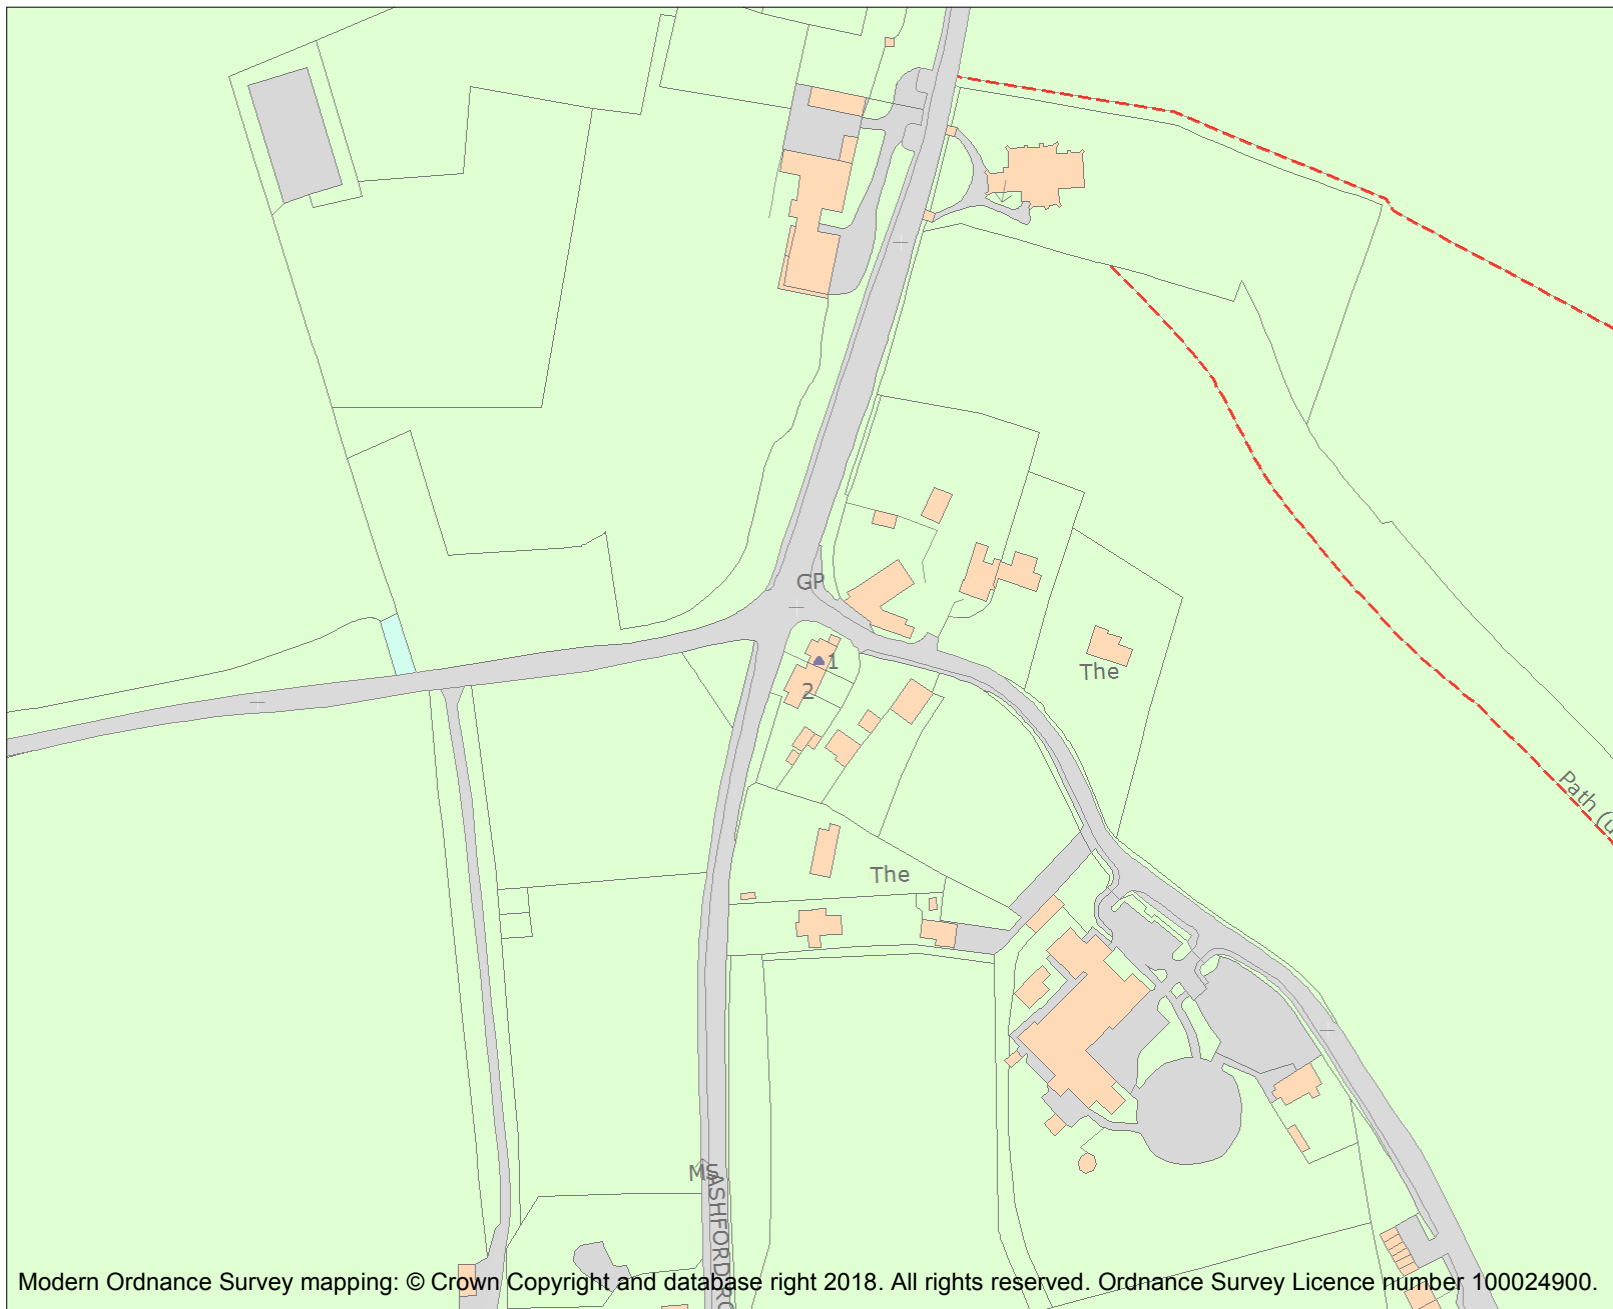 GP
1
2
The
Path (u
The
MS
ASHFORD RO
Modern Ordnance Survey mapping: © Crown Copyright and database right 2018. All rights reserved. Ordnance Survey Licence number 100024900.